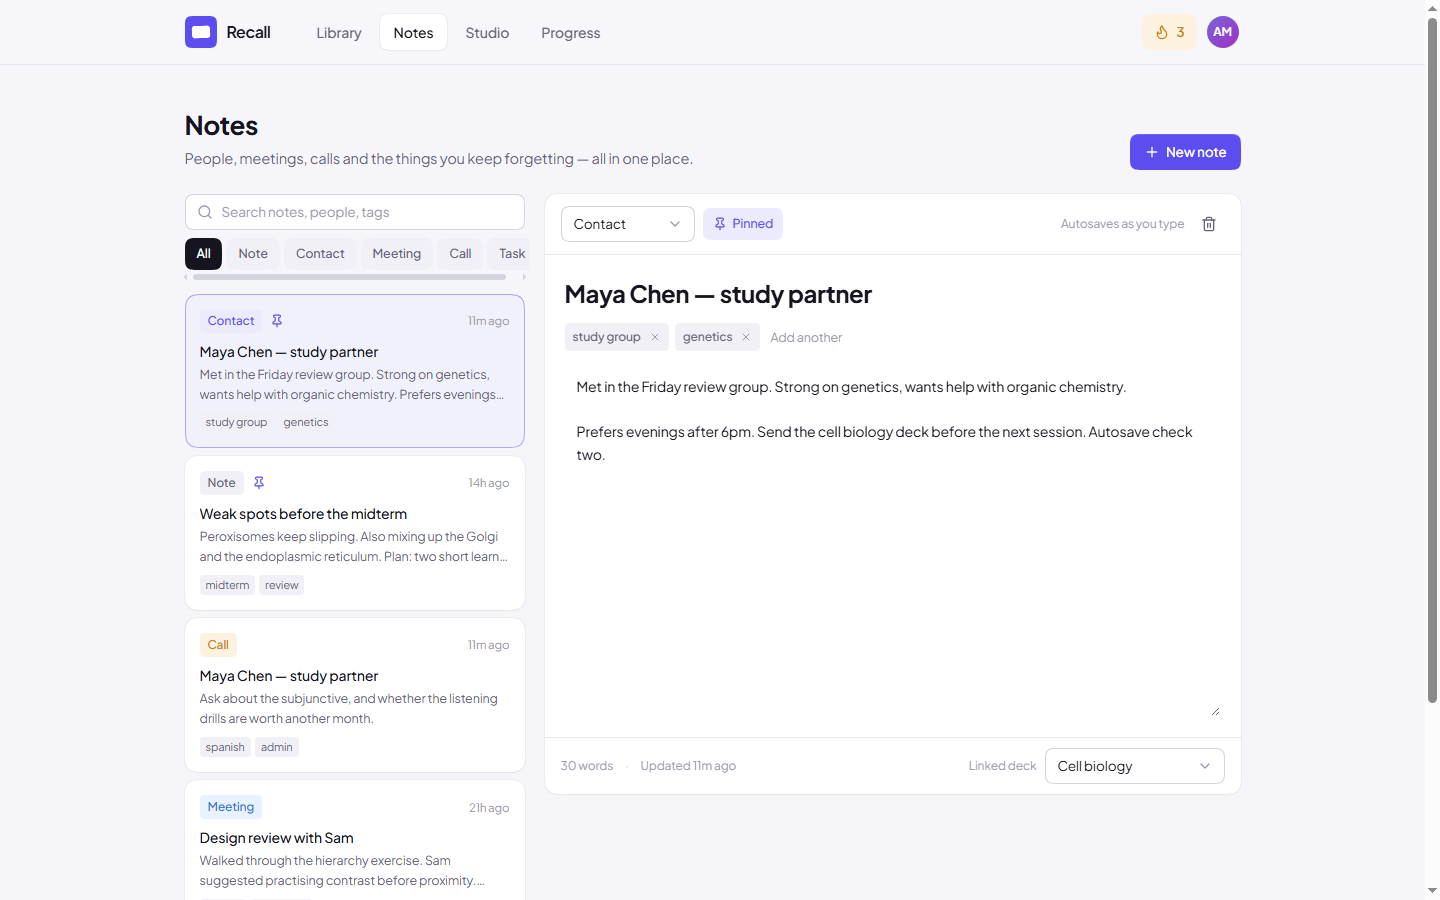 Recall
Library
Notes
Studio
Progress
3
AM
Notes
People, meetings, calls and the things you keep forgetting — all in one place.
New note
Search notes, people, tags
All
Note
Contact
Meeting
Call
Task
Contact
11m ago
Maya Chen — study partner
Met in the Friday review group. Strong on genetics,
wants help with organic chemistry. Prefers evenings…
study group
genetics
Note
14h ago
Weak spots before the midterm
Peroxisomes keep slipping. Also mixing up the Golgi
and the endoplasmic reticulum. Plan: two short learn…
midterm
review
Call
11m ago
Maya Chen — study partner
Ask about the subjunctive, and whether the listening
drills are worth another month.
spanish
admin
Meeting
21h ago
Design review with Sam
Walked through the hierarchy exercise. Sam
suggested practising contrast before proximity.…
Contact
Pinned
Autosaves as you type
Maya Chen — study partner
study group
genetics
Add another
Met in the Friday review group. Strong on genetics, wants help with organic chemistry.
Prefers evenings after 6pm. Send the cell biology deck before the next session. Autosave check
two.
30 words · Updated 11m ago
Linked deck
Cell biology